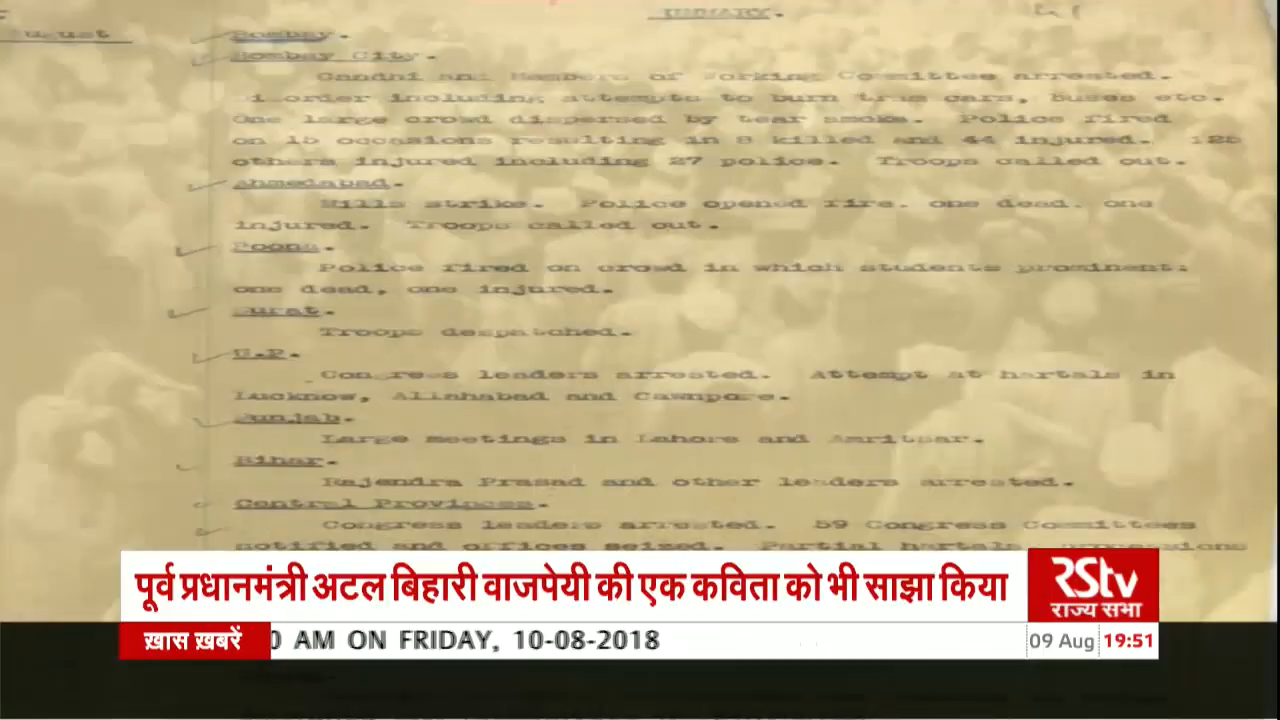 SUMMARY.
August
Bombay.
Bombay City.
Gandhi and Members of Working Committee arrested.
Disorder including attempts to burn tram cars, buses etc.
One large crowd dispersed by tear smoke. Police fired
on 15 occasions resulting in 8 killed and 44 injured.
others injured including 27 police. Troops called out.
Ahmedabad.
Mills strike. Police opened fire, one dead, one
injured. Troops called out.
Poona.
Police fired on crowd in which students prominent:
one dead, one injured.
Surat.
Troops despatched.
U.P.
Congress leaders arrested. Attempt at hartals in
Lucknow, Allahabad and Cawnpore.
Punjab.
Large meetings in Lahore and Amritsar.
Bihar.
Rajendra Prasad and other leaders arrested.
Central Provinces.
Congress leaders arrested. 59 Congress Committees
notified and offices seized. Partial hartals, processions
पूर्व प्रधानमंत्री अटल बिहारी वाजपेयी की एक कविता को भी साझा किया
RStv
राज्य सभा
ख़ास ख़बरें
0 AM ON FRIDAY, 10-08-2018
09 Aug 19:51